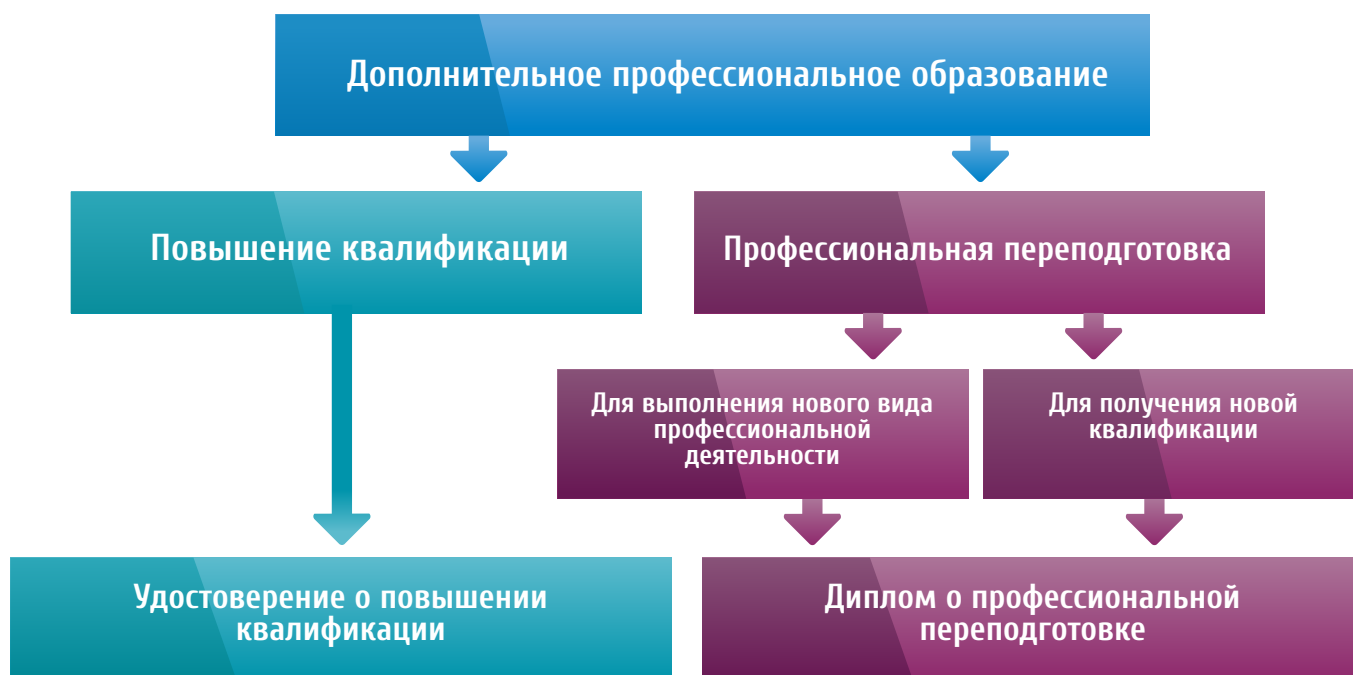 Дополнительное профессиональное образование
Повышение квалификации
Профессиональная переподготовка
Для выполнения нового вида
профессиональной
деятельности
Для получения новой
квалификации
Удостоверение о повышении
квалификации
Диплом о профессиональной
переподготовке